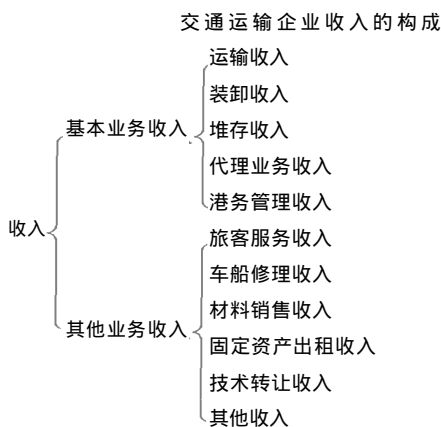 交通运输企业收入的构成
收入
基本业务收入
运输收入
装卸收入
堆存收入
代理业务收入
港务管理收入
其他业务收入
旅客服务收入
车船修理收入
材料销售收入
固定资产出租收入
技术转让收入
其他收入